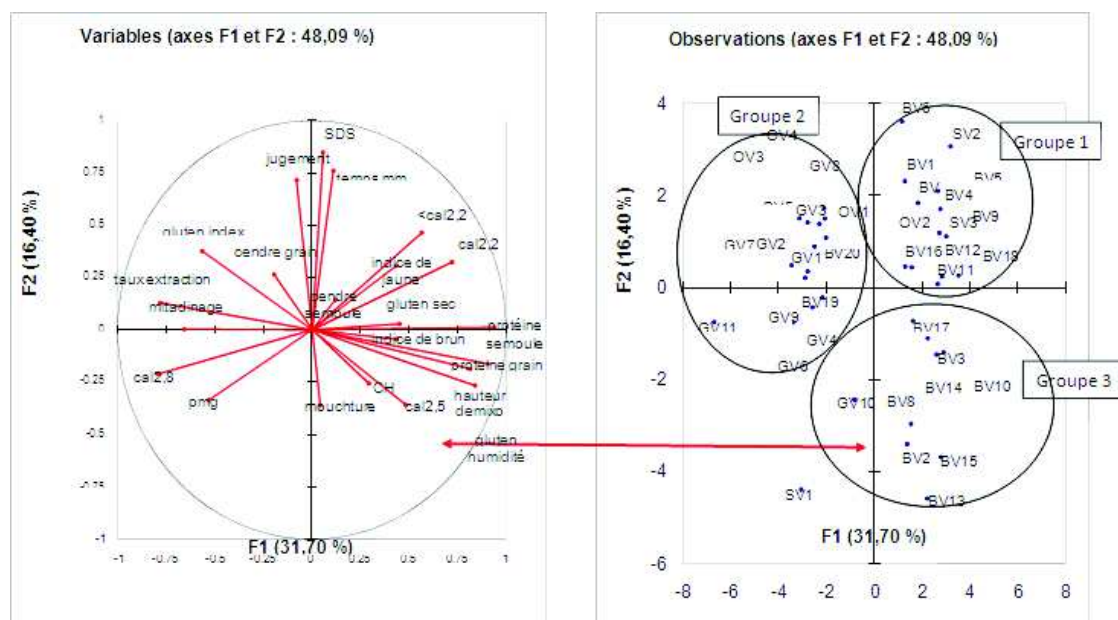 Variables (axes F1 et F2 : 48,09 %)
F2 (16,40 %)
1
0.75
0.5
0.25
0
-0.25
-0.5
-0.75
-1
SDS
jugement
temps mm
<cal2,2
cal2,2
gluten index
cendre grain
indice de
jaune
taux extraction
mitadinage
semoule
gluten sec
protéine
semoule
indice de brun
protéine grain
cal2,8
pmg
mouchture
cal2,5
hauteur
demixo
gluten
humidité
F1 (31,70 %)
-1
-0.75
-0.5
-0.25
0
0.25
0.5
0.75
1
Observations (axes F1 et F2 : 48,09 %)
F2 (16,40 %)
4
2
0
-2
-4
-6
Groupe 2
Groupe 1
Groupe 3
OV4
OV3
GV3
OV1
GV7
GV2
GV1
BV20
BV19
GV9
GV11
GV4
SV2
BV1
BV5
BV4
OV2
SV3
BV9
BV16
BV12
BV11
BV18
BV17
BV3
BV14
BV10
GV10
BV8
BV2
BV15
SV1
BV13
F1 (31,70 %)
-8
-6
-4
-2
0
2
4
6
8